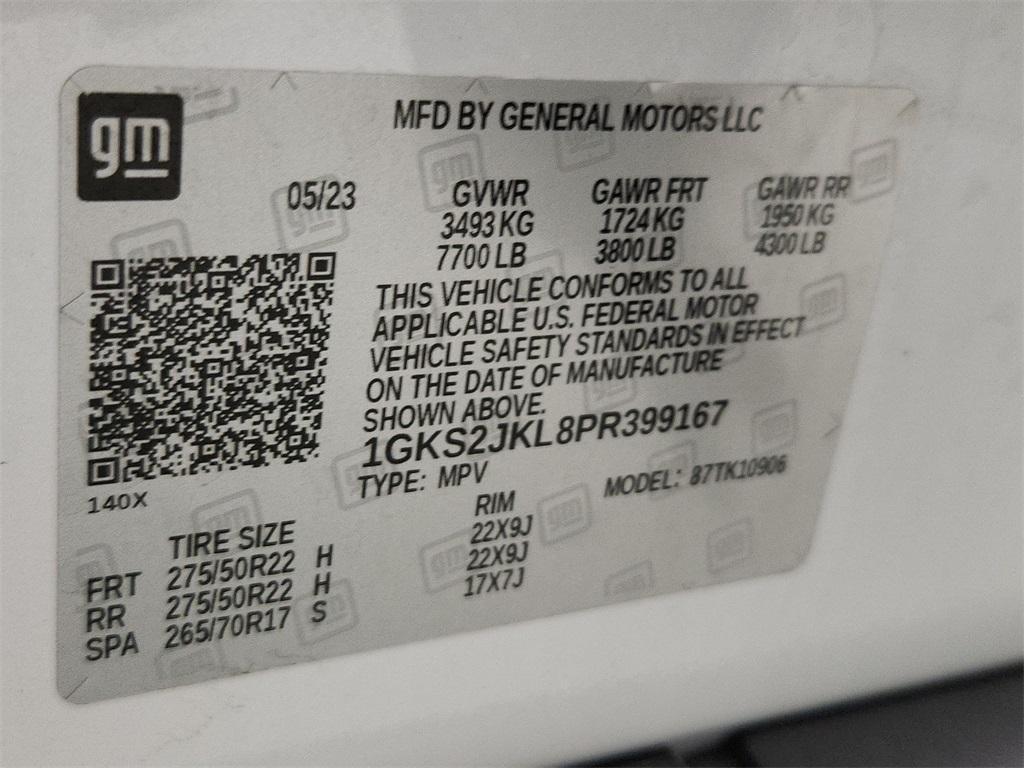 gm
MFD BY GENERAL MOTORS LLC
05/23 GVWR GAWR FRT GAWR RR
3493 KG 1724 KG 1950 KG
7700 LB 3800 LB 4300 LB
THIS VEHICLE CONFORMS TO ALL
APPLICABLE U.S. FEDERAL MOTOR
VEHICLE SAFETY STANDARDS IN EFFECT
ON THE DATE OF MANUFACTURE
SHOWN ABOVE.
1GKS2JKL8PR399167
TYPE: MPV MODEL: 87TK10906
140X
TIRE SIZE RIM
FRT 275/50R22 H 22X9J
RR 275/50R22 H 22X9J
SPA 265/70R17 S 17X7J